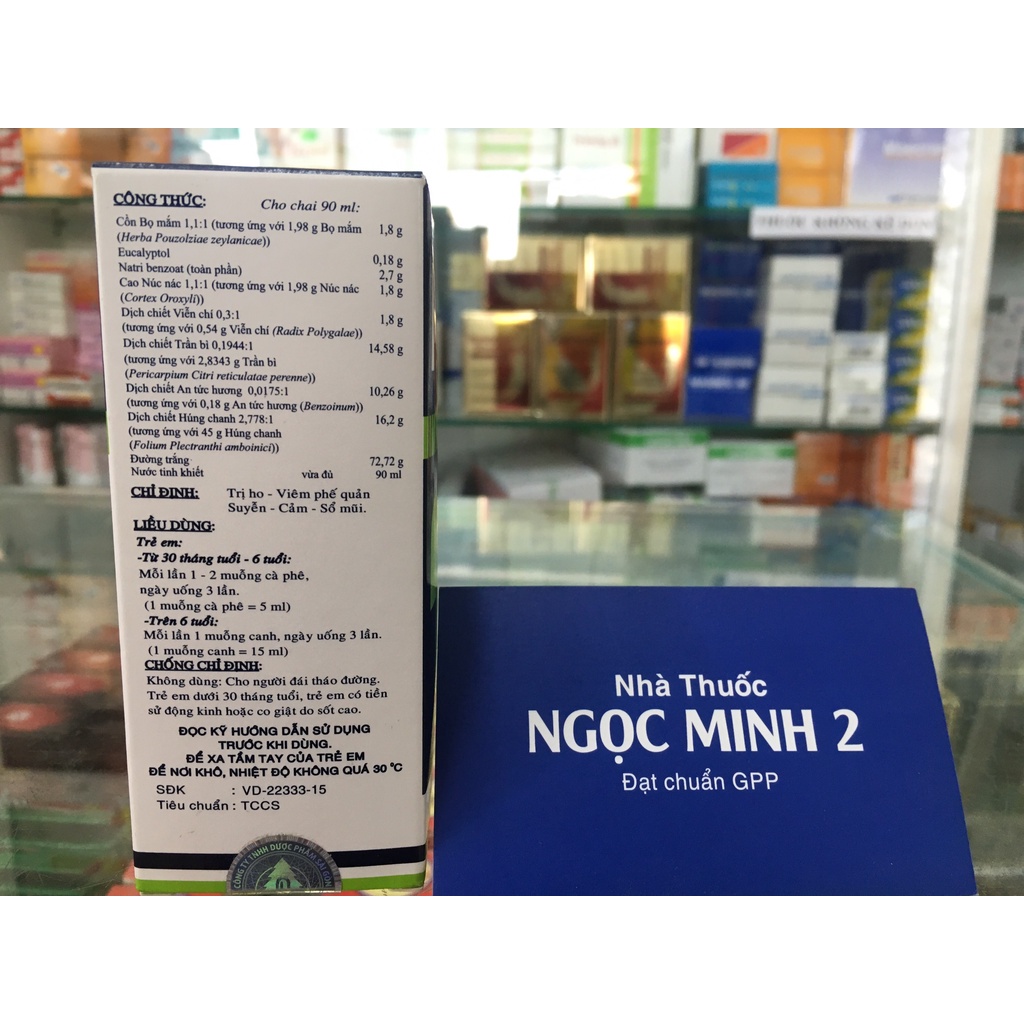 CÔNG THỨC: Cho chai 90 ml:
Cồn Bọ mắm 1,1:1 (tương ứng với 1,98 g Bọ mắm 1,8 g
(Herba Pouzolziae zeylanicae))
Eucalyptol 0,18 g
Natri benzoat (toàn phần) 2,7 g
Cao Núc nác 1,1:1 (tương ứng với 1,98 g Núc nác 1,8 g
(Cortex Oroxyli))
Dịch chiết Viễn chí 0,3:1 1,8 g
(tương ứng với 0,54 g Viễn chí (Radix Polygalae))
Dịch chiết Trần bì 0,1944:1 14,58 g
(tương ứng với 2,8343 g Trần bì
(Pericarpium Citri reticulatae perenne))
Dịch chiết An tức hương 0,0175:1 10,26 g
(tương ứng với 0,18 g An tức hương (Benzoinum))
Dịch chiết Húng chanh 2,778:1 16,2 g
(tương ứng với 45 g Húng chanh
(Folium Plectranthi amboinici))
Đường trắng 72,72 g
Nước tinh khiết vừa đủ 90 ml
CHỈ ĐỊNH: Trị ho - Viêm phế quản
Suyễn - Cảm - Sổ mũi.
LIỀU DÙNG:
Trẻ em:
-Từ 30 tháng tuổi - 6 tuổi:
Mỗi lần 1 - 2 muỗng cà phê,
ngày uống 3 lần.
(1 muỗng cà phê = 5 ml)
-Trên 6 tuổi:
Mỗi lần 1 muỗng canh, ngày uống 3 lần.
(1 muỗng canh = 15 ml)
CHỐNG CHỈ ĐỊNH:
Không dùng: Cho người đái tháo đường.
Trẻ em dưới 30 tháng tuổi, trẻ em có tiền
sử động kinh hoặc co giật do sốt cao.
ĐỌC KỸ HƯỚNG DẪN SỬ DỤNG
TRƯỚC KHI DÙNG.
ĐỂ XA TẦM TAY CỦA TRẺ EM
ĐỂ NƠI KHÔ, NHIỆT ĐỘ KHÔNG QUÁ 30 °C
SĐK : VD-22333-15
Tiêu chuẩn : TCCS
CÔNG TY TNHH DƯỢC PHẨM SÀI GÒN
THUỐC KHÔNG KÊ ĐƠN
Nhà Thuốc
NGỌC MINH 2
Đạt chuẩn GPP